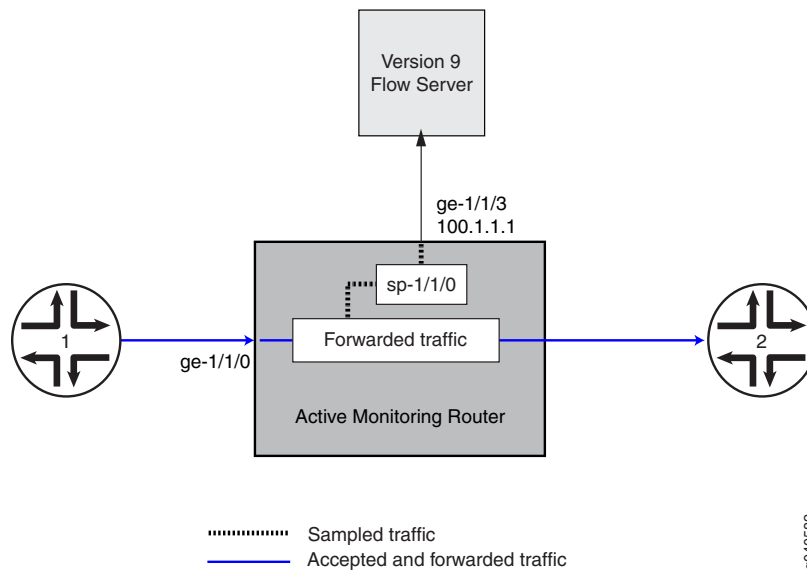 Version 9
Flow Server
ge-1/1/3
100.1.1.1
sp-1/1/0
1
Forwarded traffic
2
ge-1/1/0
Active Monitoring Router
Sampled traffic
Accepted and forwarded traffic